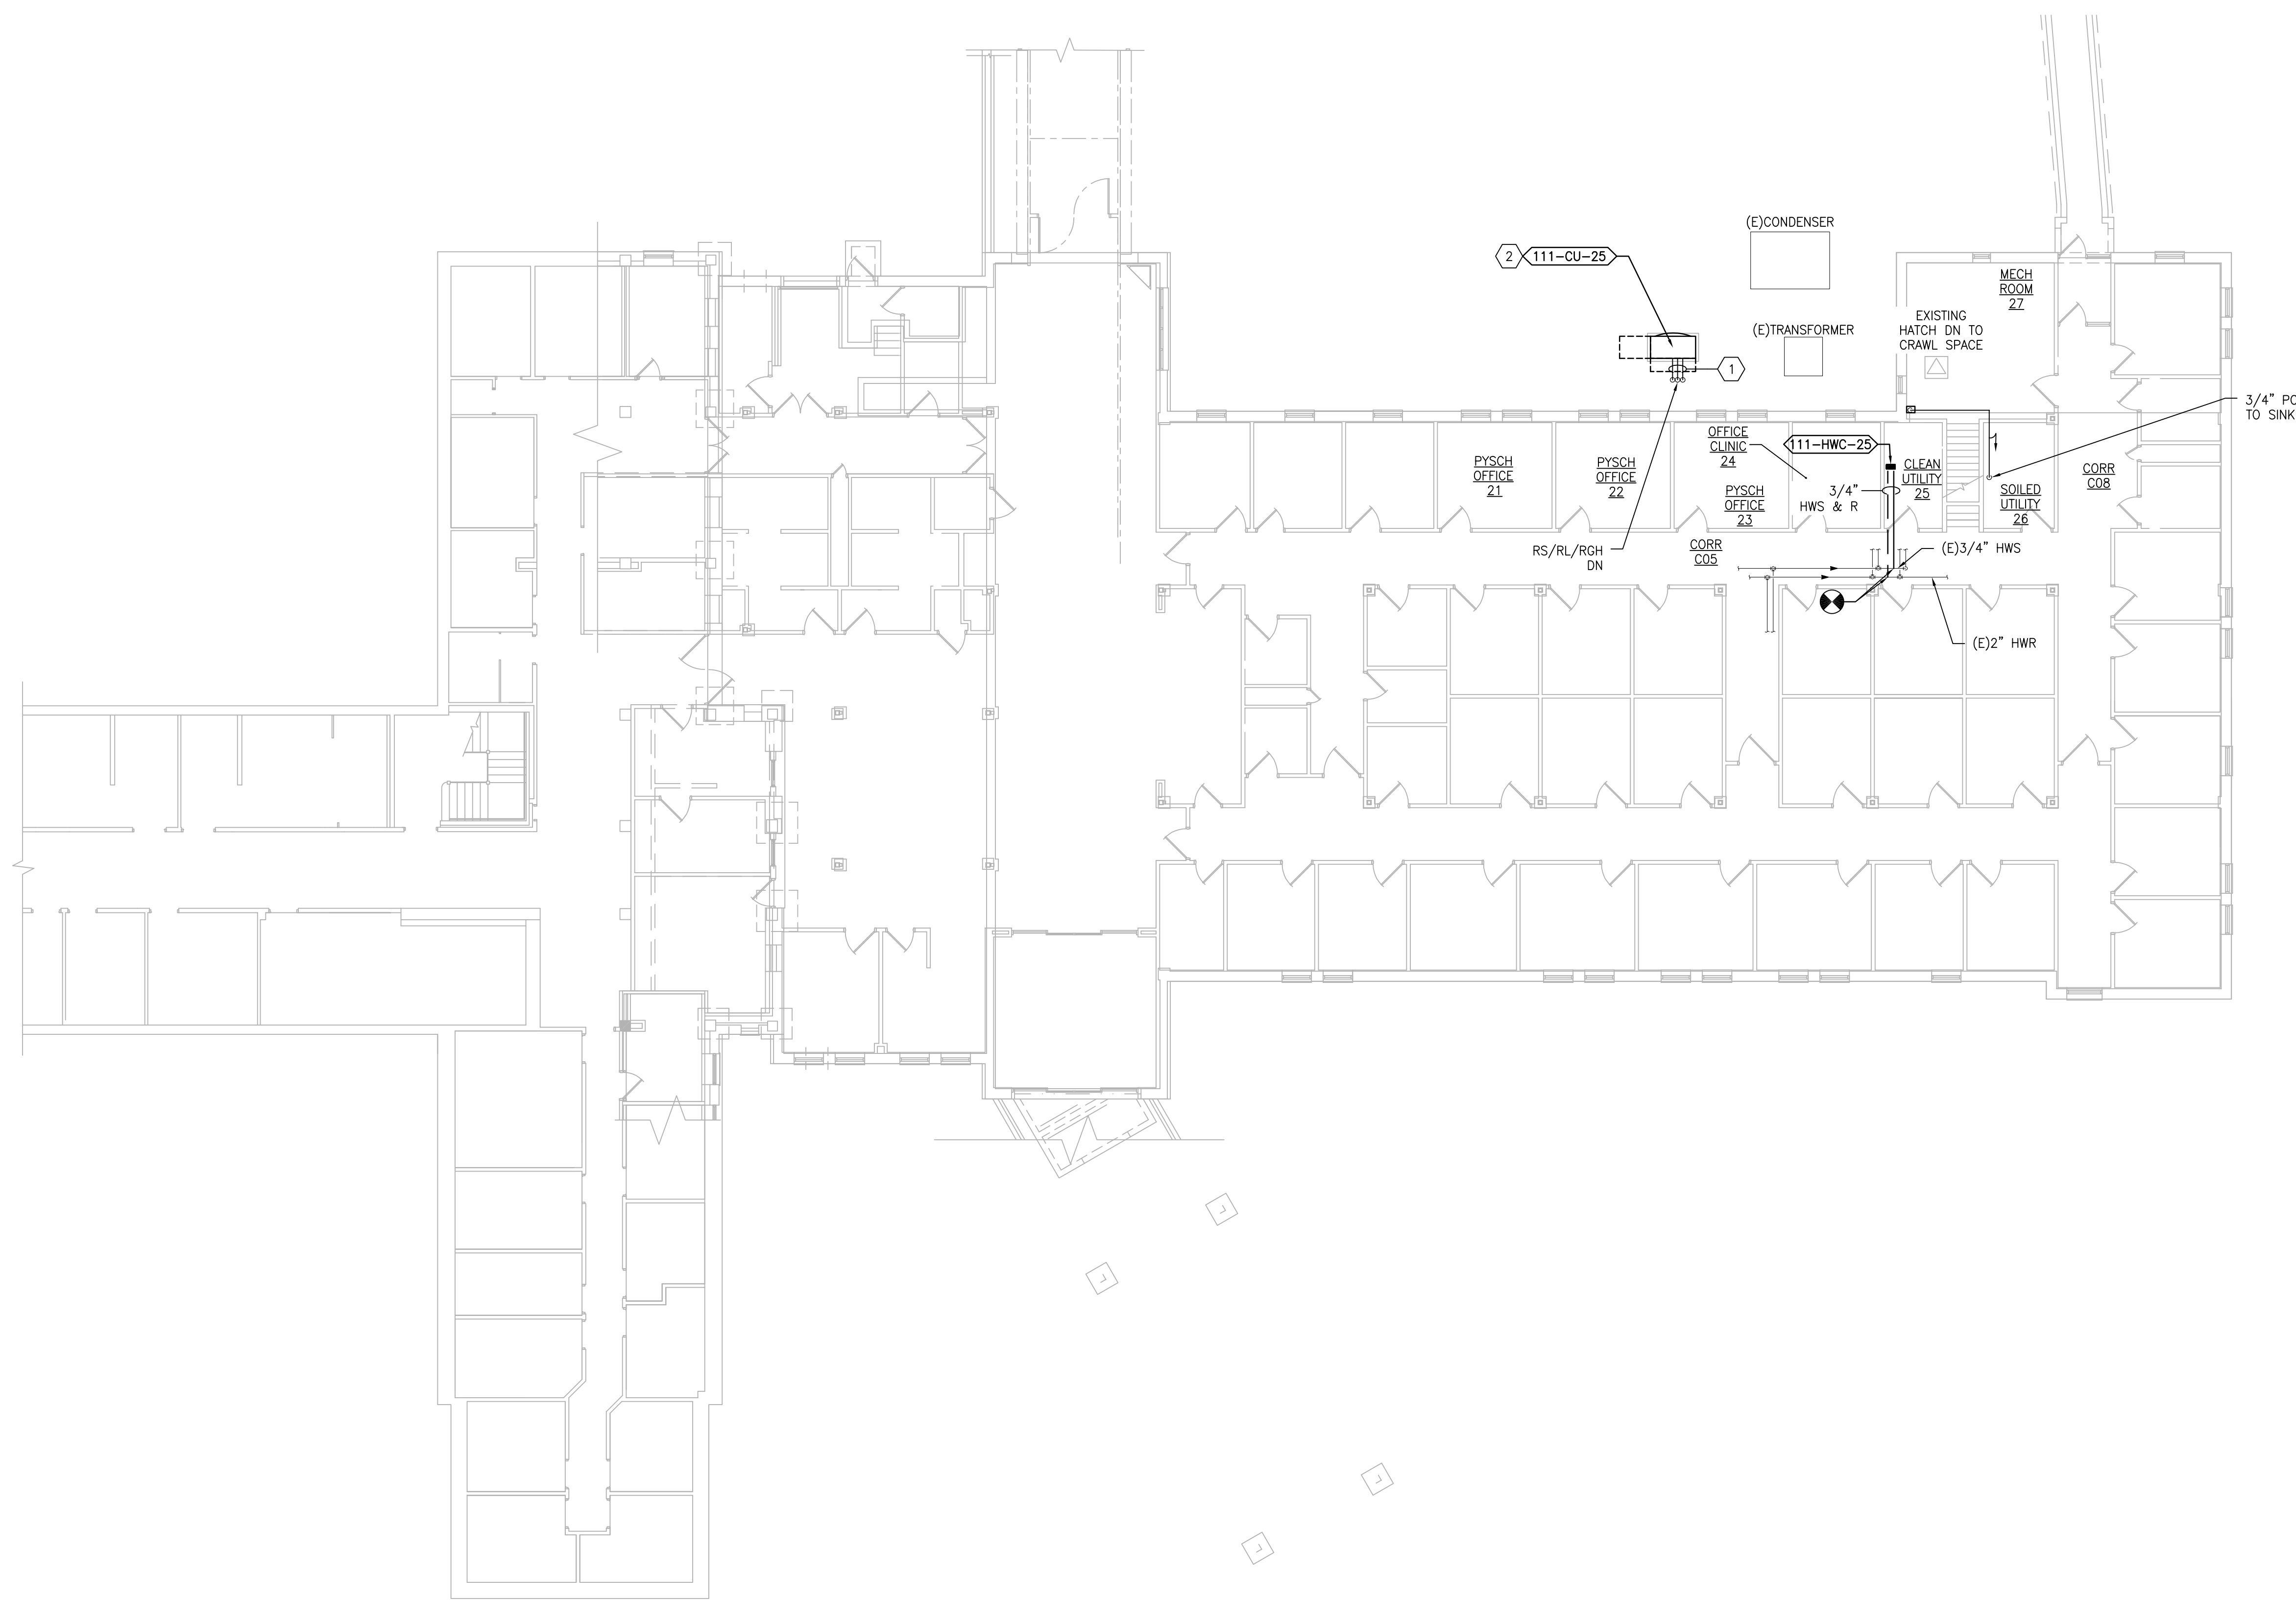 (E)CONDENSER
2
111-CU-25
MECH
ROOM
27
EXISTING
HATCH DN TO
CRAWL SPACE
(E)TRANSFORMER
1
3/4"
TO SINK
OFFICE
CLINIC
24
111-HWC-25
PYSCH
OFFICE
21
PYSCH
OFFICE
22
PYSCH
OFFICE
23
3/4"
HWS & R
CLEAN
UTILITY
25
SOILED
UTILITY
26
CORR
C08
RS/RL/RGH
DN
CORR
C05
(E)3/4" HWS
(E)2" HWR